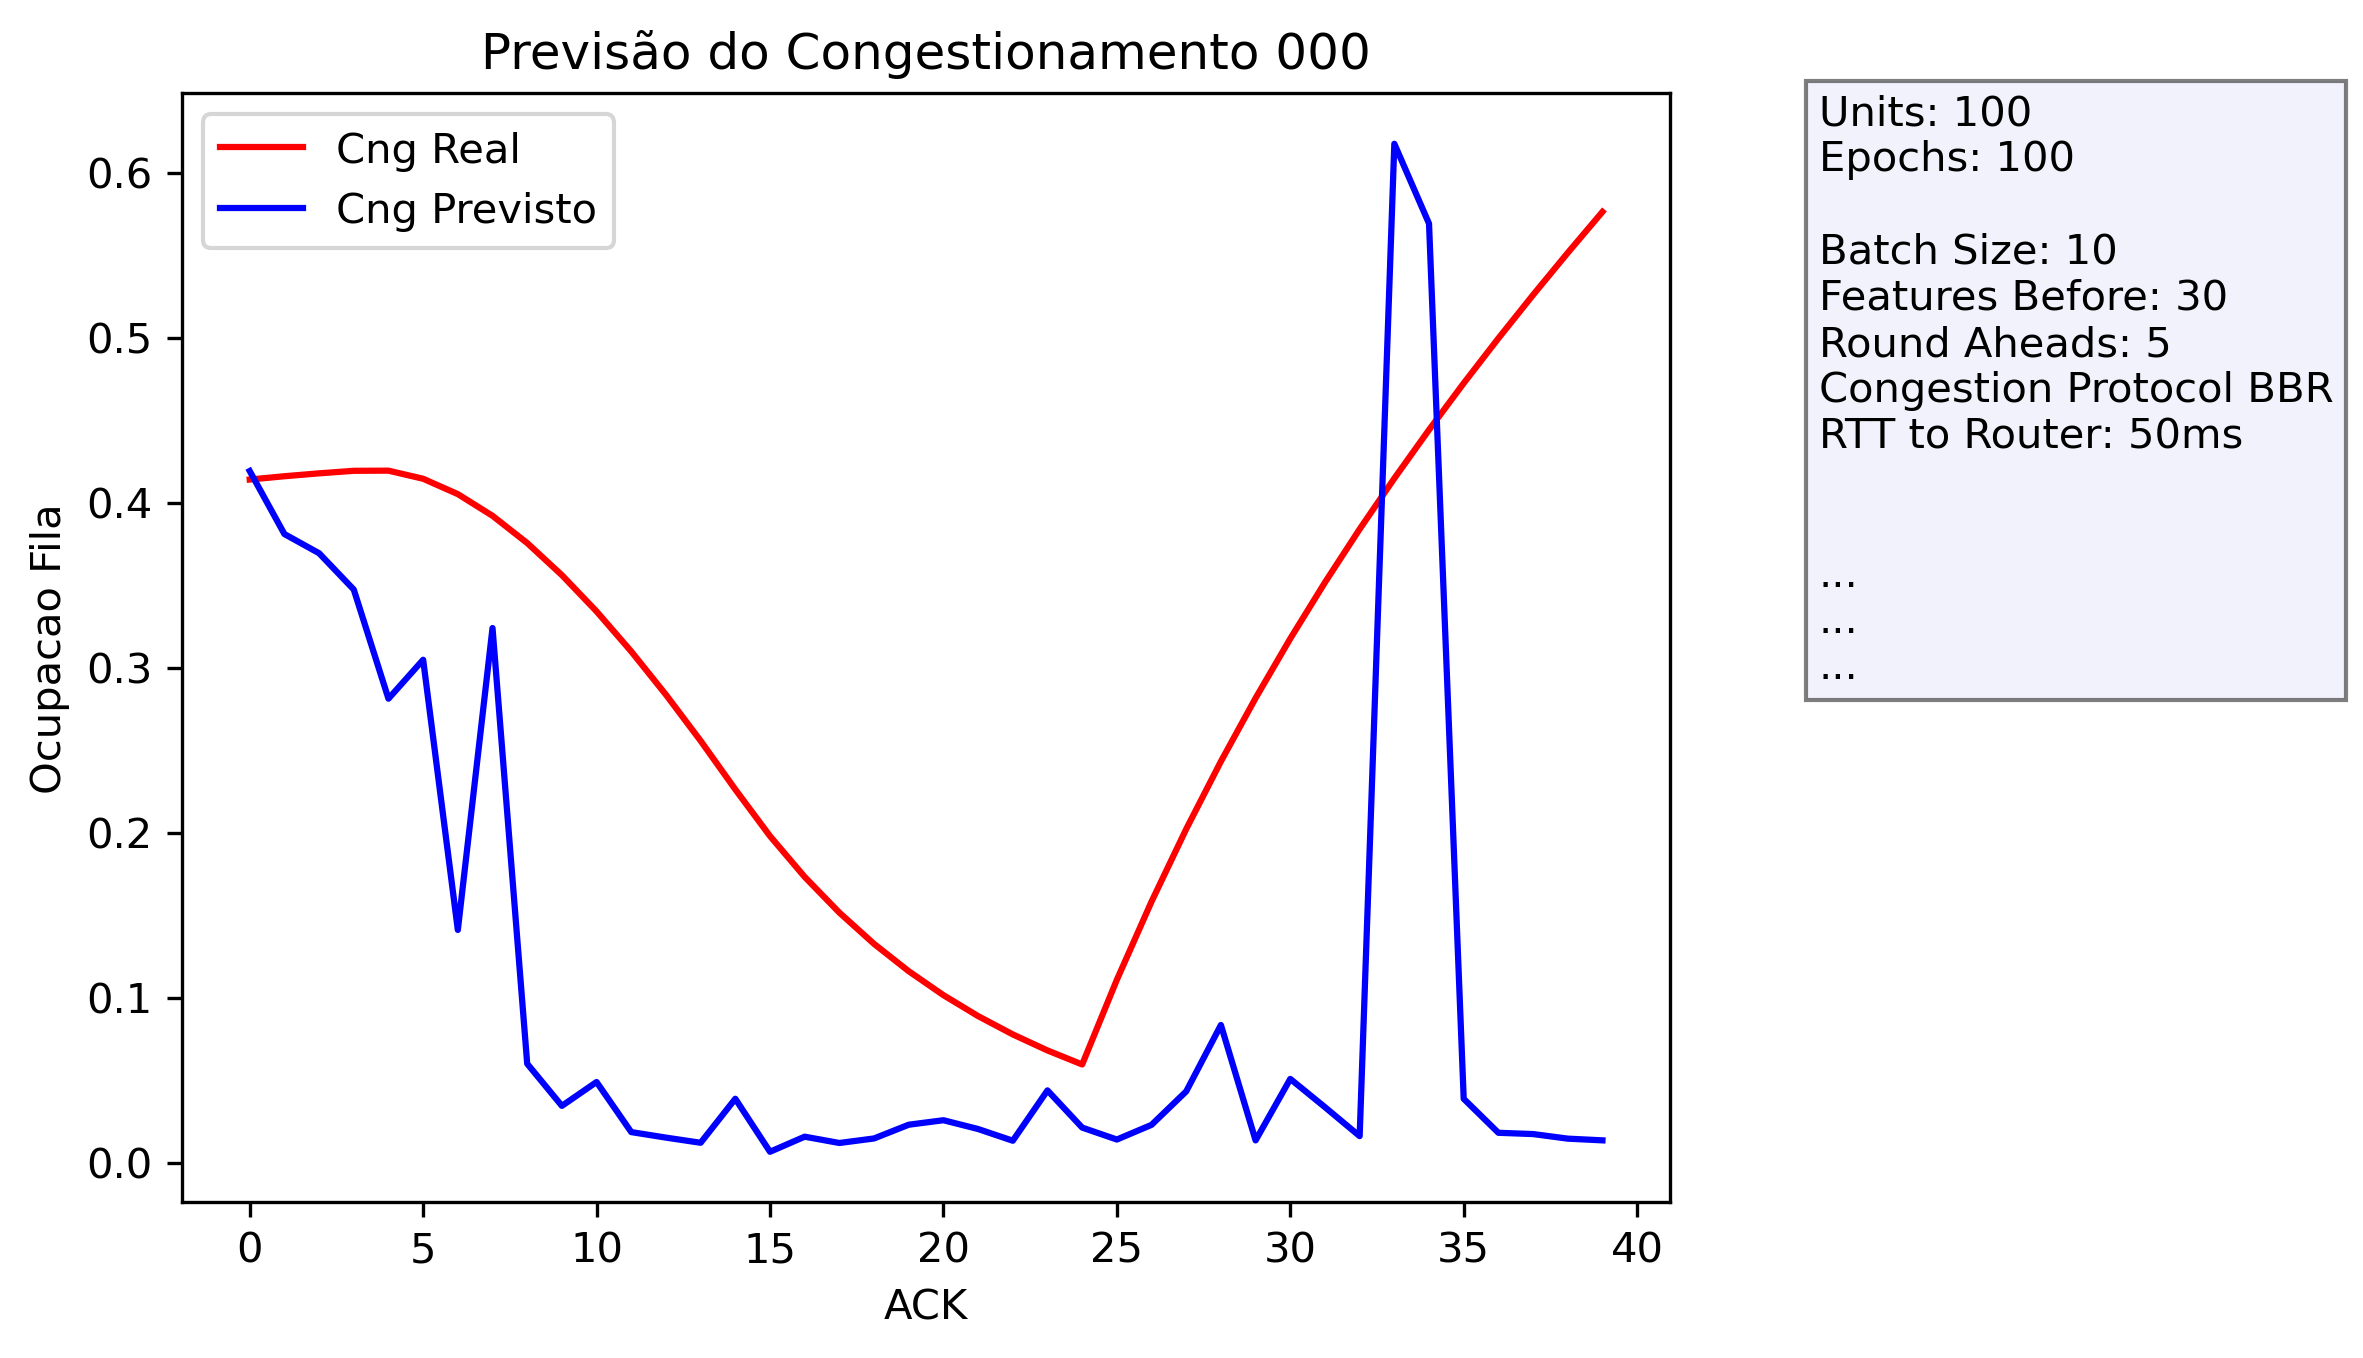 Previsão do Congestionamento 000
Cng Real
Cng Previsto
0.6
0.5
0.4
0.3
0.2
0.1
0.0
Ocupacao Fila
0 5 10 15 20 25 30 35 40
ACK
Units: 100
Epochs: 100
Batch Size: 10
Features Before: 30
Round Aheads: 5
Congestion Protocol BBR
RTT to Router: 50ms
...
...
...